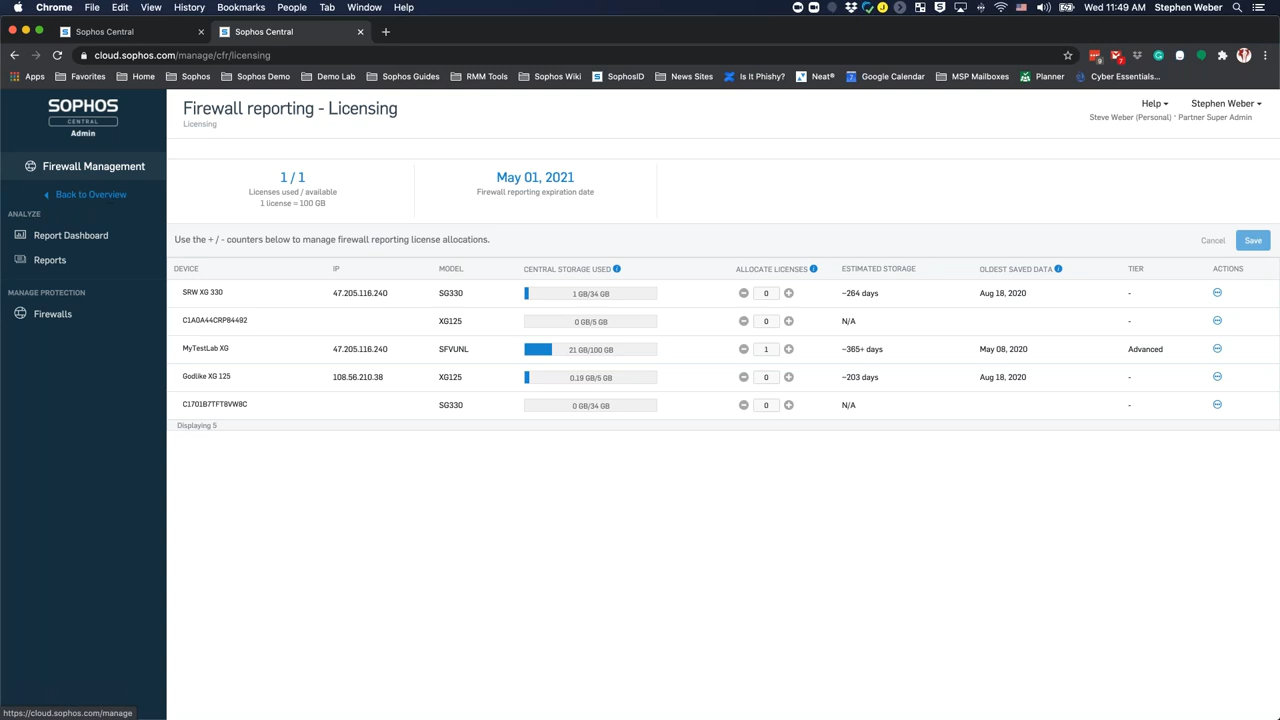 Chrome File Edit View History Bookmarks People Tab Window Help Wed 11:49 AM Stephen Weber
Sophos Central × Sophos Central × +
cloud.sophos.com/manage/cfr/licensing
Apps Favorites Home Sophos Sophos Demo Demo Lab Sophos Guides RMM Tools Sophos Wiki SophosID News Sites Is It Phishy? Neat® Google Calendar MSP Mailboxes Planner Cyber Essentials...
SOPHOS
CENTRAL
Admin
Firewall Management
Back to Overview
ANALYZE
Report Dashboard
Reports
MANAGE PROTECTION
Firewalls
Firewall reporting - Licensing
Licensing
Help Stephen Weber
Steve Weber (Personal) · Partner Super Admin
1 / 1
Licenses used / available
1 license = 100 GB
May 01, 2021
Firewall reporting expiration date
Use the + / - counters below to manage firewall reporting license allocations.
Cancel Save
DEVICE IP MODEL CENTRAL STORAGE USED ALLOCATE LICENSES ESTIMATED STORAGE OLDEST SAVED DATA TIER ACTIONS
SRW XG 330 47.205.116.240 SG330 1 GB/34 GB 0 ~264 days Aug 18, 2020 -
C1A0A44CRP84492 XG125 0 GB/5 GB 0 N/A -
MyTestLab XG 47.205.116.240 SFVUNL 21 GB/100 GB 1 ~365+ days May 08, 2020 Advanced
Godlike XG 125 108.56.210.38 XG125 0.19 GB/5 GB 0 ~203 days Aug 18, 2020 -
C1701B7TFT8VW8C SG330 0 GB/34 GB 0 N/A -
Displaying 5
https://cloud.sophos.com/manage